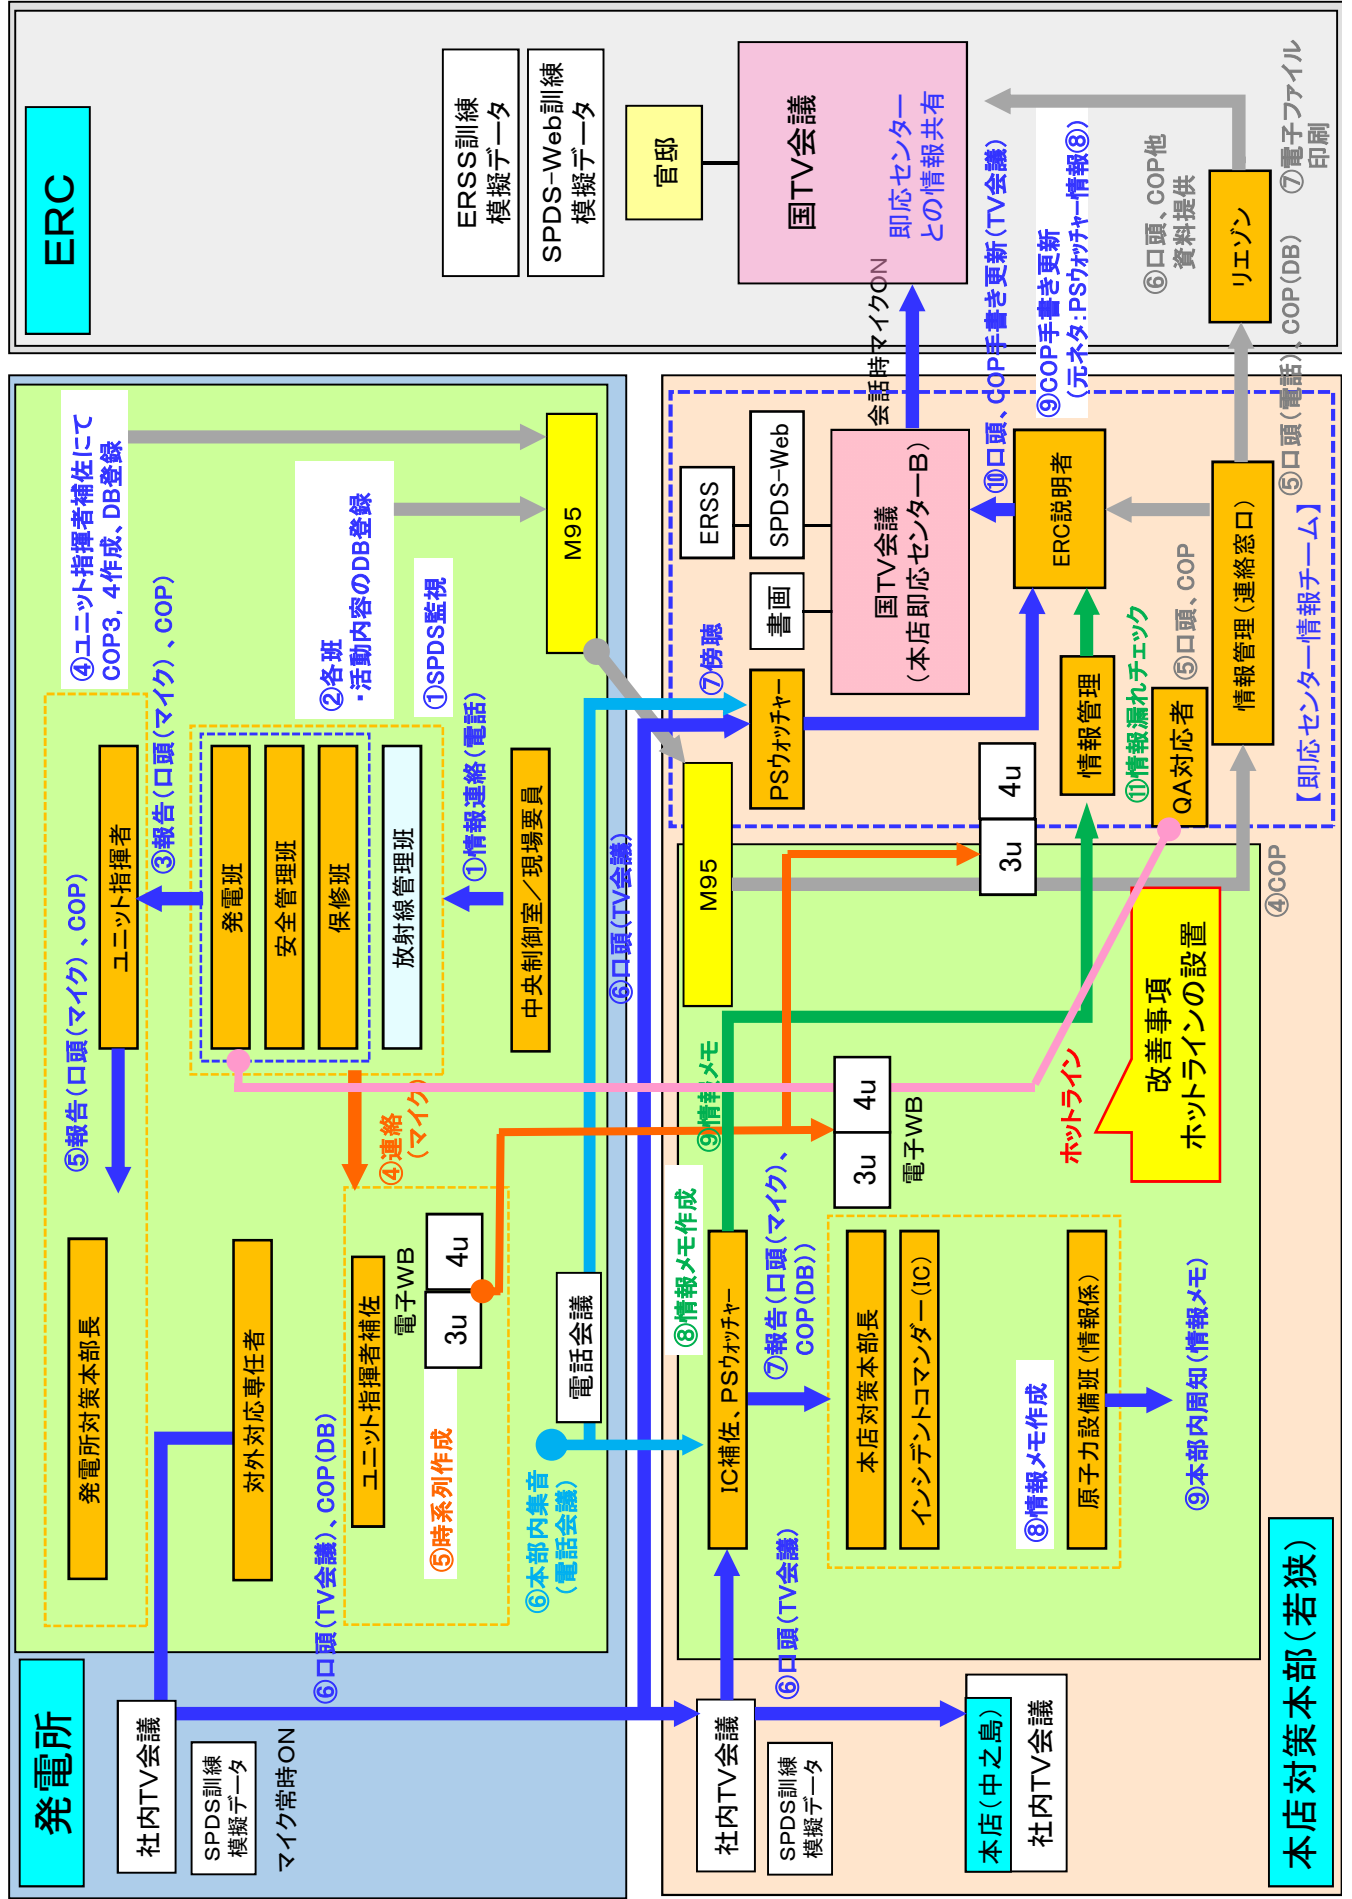 発電所
社内TV会議
SPDS訓練
模擬データ
マイク常時ON
発電所対策本部長
⑤報告(口頭(マイク)、COP)
ユニット指揮者
③報告(口頭(マイク)、COP)
④ユニット指揮者補佐にて
COP3，4作成、DB登録
対外対応専任者
⑥口頭(TV会議)、COP(DB)
発電班
安全管理班
保修班
放射線管理班
②各班
・活動内容のDB登録
①SPDS監視
①情報連絡(電話)
中央制御室／現場要員
M95
④連絡
(マイク)
ユニット指揮者補佐
電子WB
3u
4u
⑤時系列作成
⑥本部内集音
(電話会議)
電話会議
⑥口頭(TV会議)
ERC
ERSS訓練
模擬データ
SPDS−Web訓練
模擬データ
官邸
国TV会議
即応センター
との情報共有
会話時マイクON
⑩口頭、COP手書き更新(TV会議)
⑨COP手書き更新
(元ネタ：PSウォッチャー情報⑧)
⑥口頭、COP他
資料提供
リエゾン
⑦電子ファイル
印刷
⑤口頭(電話)、COP(DB)
本店対策本部(若狭)
社内TV会議
SPDS訓練
模擬データ
本店(中之島)
社内TV会議
⑥口頭(TV会議)
IC補佐、PSウォッチャー
⑧情報メモ作成
⑨情報メモ
⑦報告(口頭(マイク)、
COP(DB))
本店対策本部長
インシデントコマンダー(IC)
⑧情報メモ作成
原子力設備班(情報係)
⑨本部内周知(情報メモ)
3u
4u
電子WB
M95
3u
4u
④COP
ホットライン
改善事項
ホットラインの設置
⑦傍聴
PSウォッチャー
書画
ERSS
SPDS−Web
国TV会議
(本店即応センターB)
ERC説明者
情報管理
⑪情報漏れチェック
QA対応者
⑤口頭、COP
情報管理(連絡窓口)
【即応センター情報チーム】